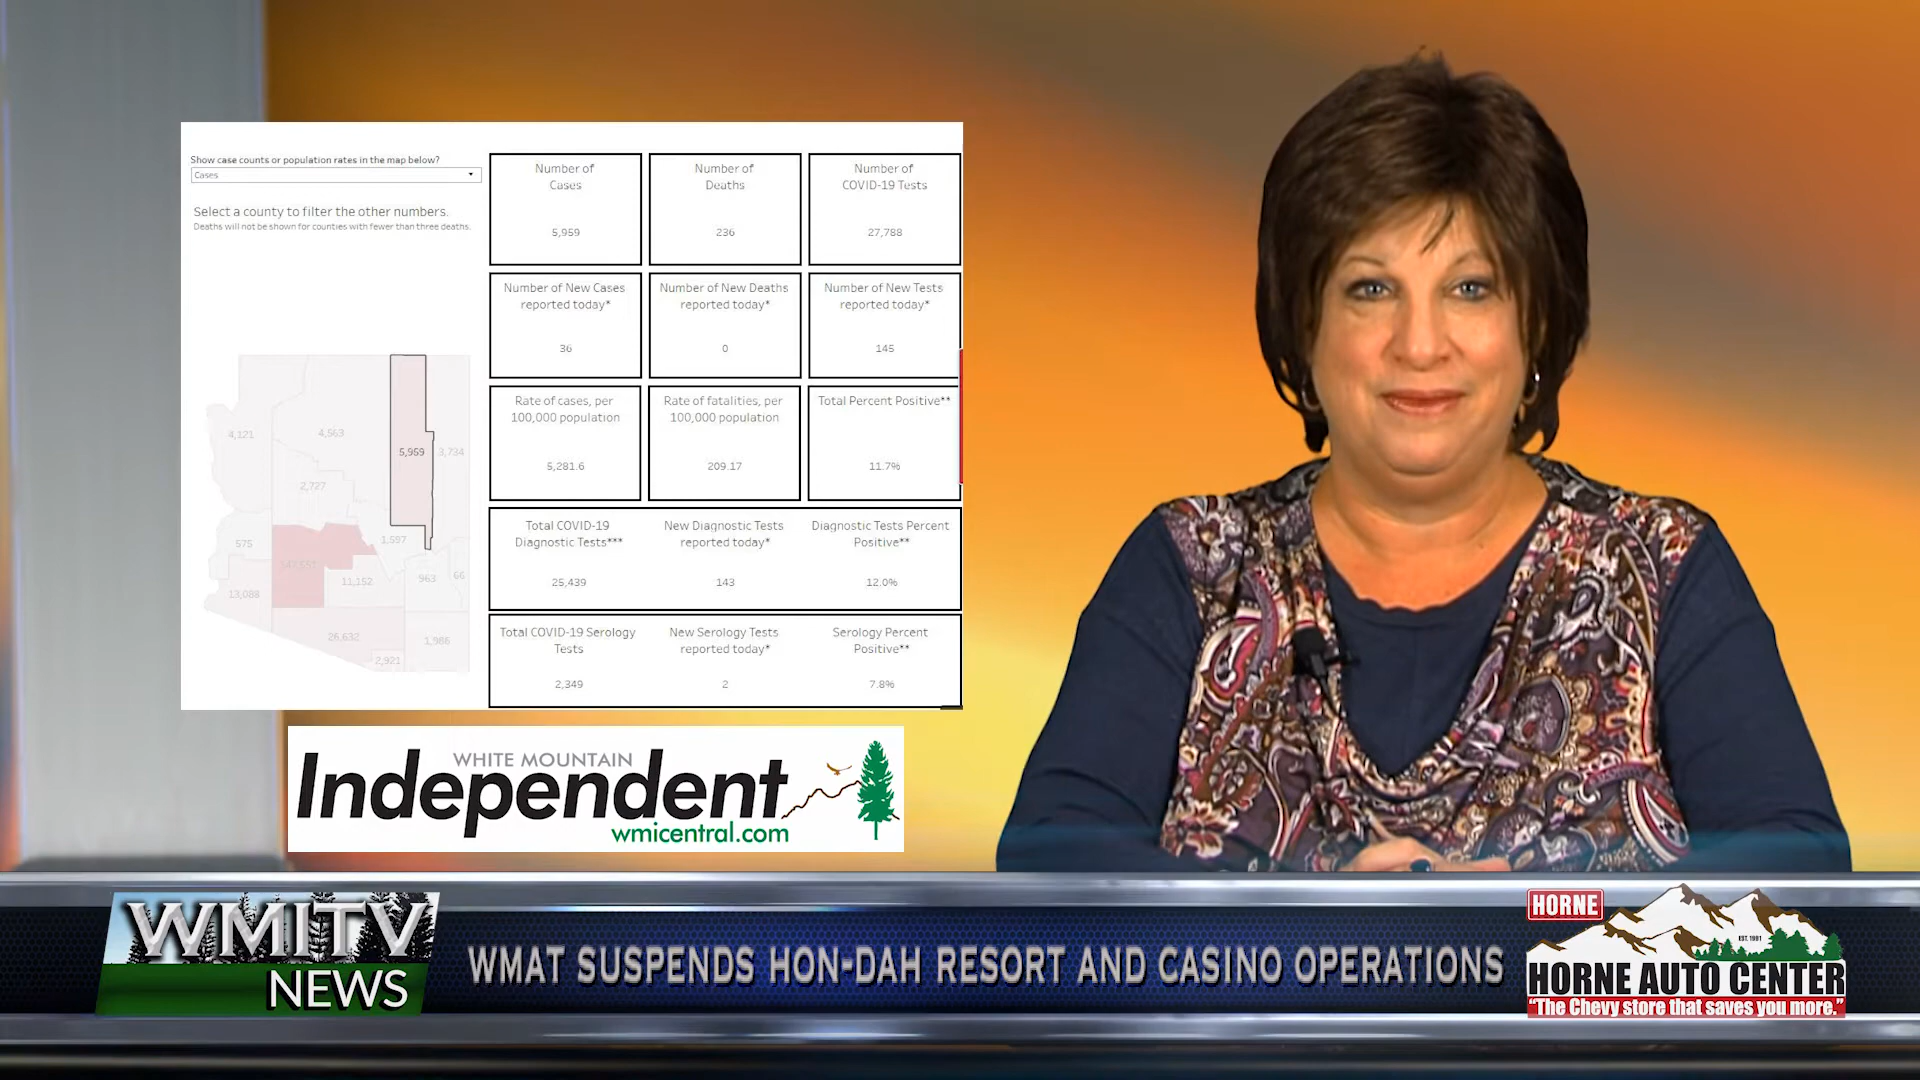 Show case counts or population rates in the map below?
Cases
Select a county to filter the other numbers.
Deaths will not be shown for counties with fewer than three deaths.
4,121
4,563
5,959
3,734
2,727
575
1,597
11,152
963
66
13,088
26,632
1,986
2,921
Number of
Cases
5,959
Number of
Deaths
236
Number of
COVID-19 Tests
27,788
Number of New Cases
reported today*
36
Number of New Deaths
reported today*
0
Number of New Tests
reported today*
145
Rate of cases, per
100,000 population
5,281.6
Rate of fatalities, per
100,000 population
209.17
Total Percent Positive**
11.7%
Total COVID-19
Diagnostic Tests***
25,439
New Diagnostic Tests
reported today*
143
Diagnostic Tests Percent
Positive**
12.0%
Total COVID-19 Serology
Tests
2,349
New Serology Tests
reported today*
2
Serology Percent
Positive**
7.8%
WHITE MOUNTAIN
Independent
wmicentral.com
WMITV
NEWS
WMAT SUSPENDS HON-DAH RESORT AND CASINO OPERATIONS
HORNE
EST. 1991
HORNE AUTO CENTER
"The Chevy store that saves you more."